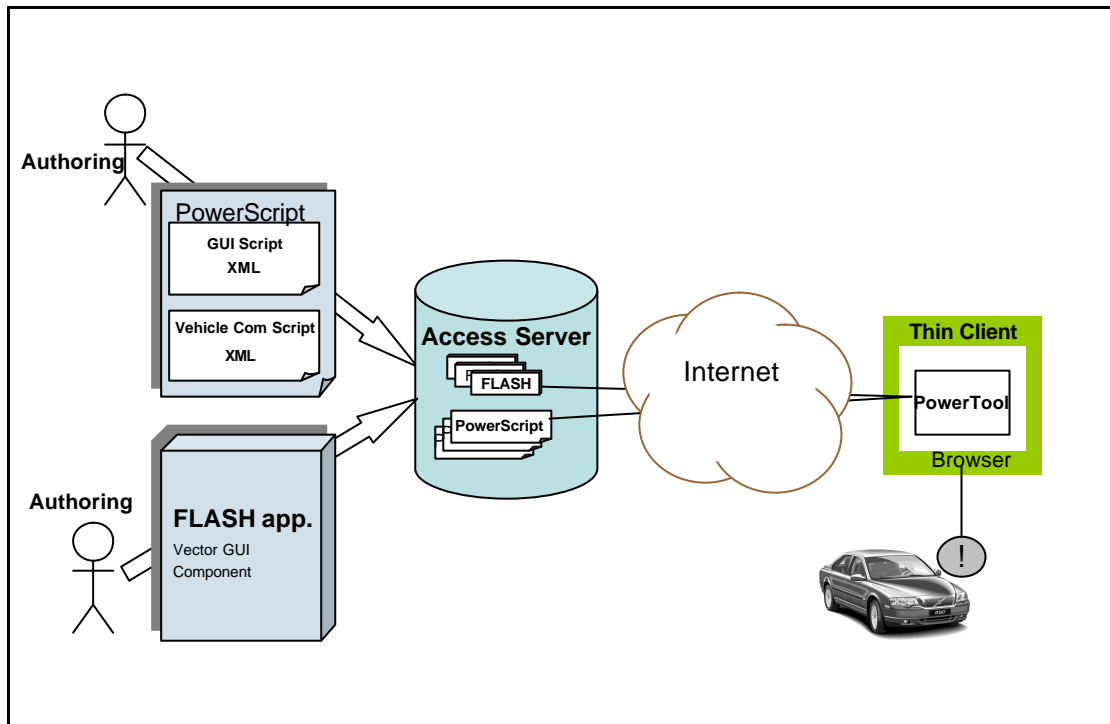 Authoring
PowerScript
GUI Script
XML
Vehicle Com Script
XML
Authoring
FLASH app.
Vector GUI
Component
Access Server
FLASH
PowerScript
Internet
Thin Client
PowerTool
Browser
!